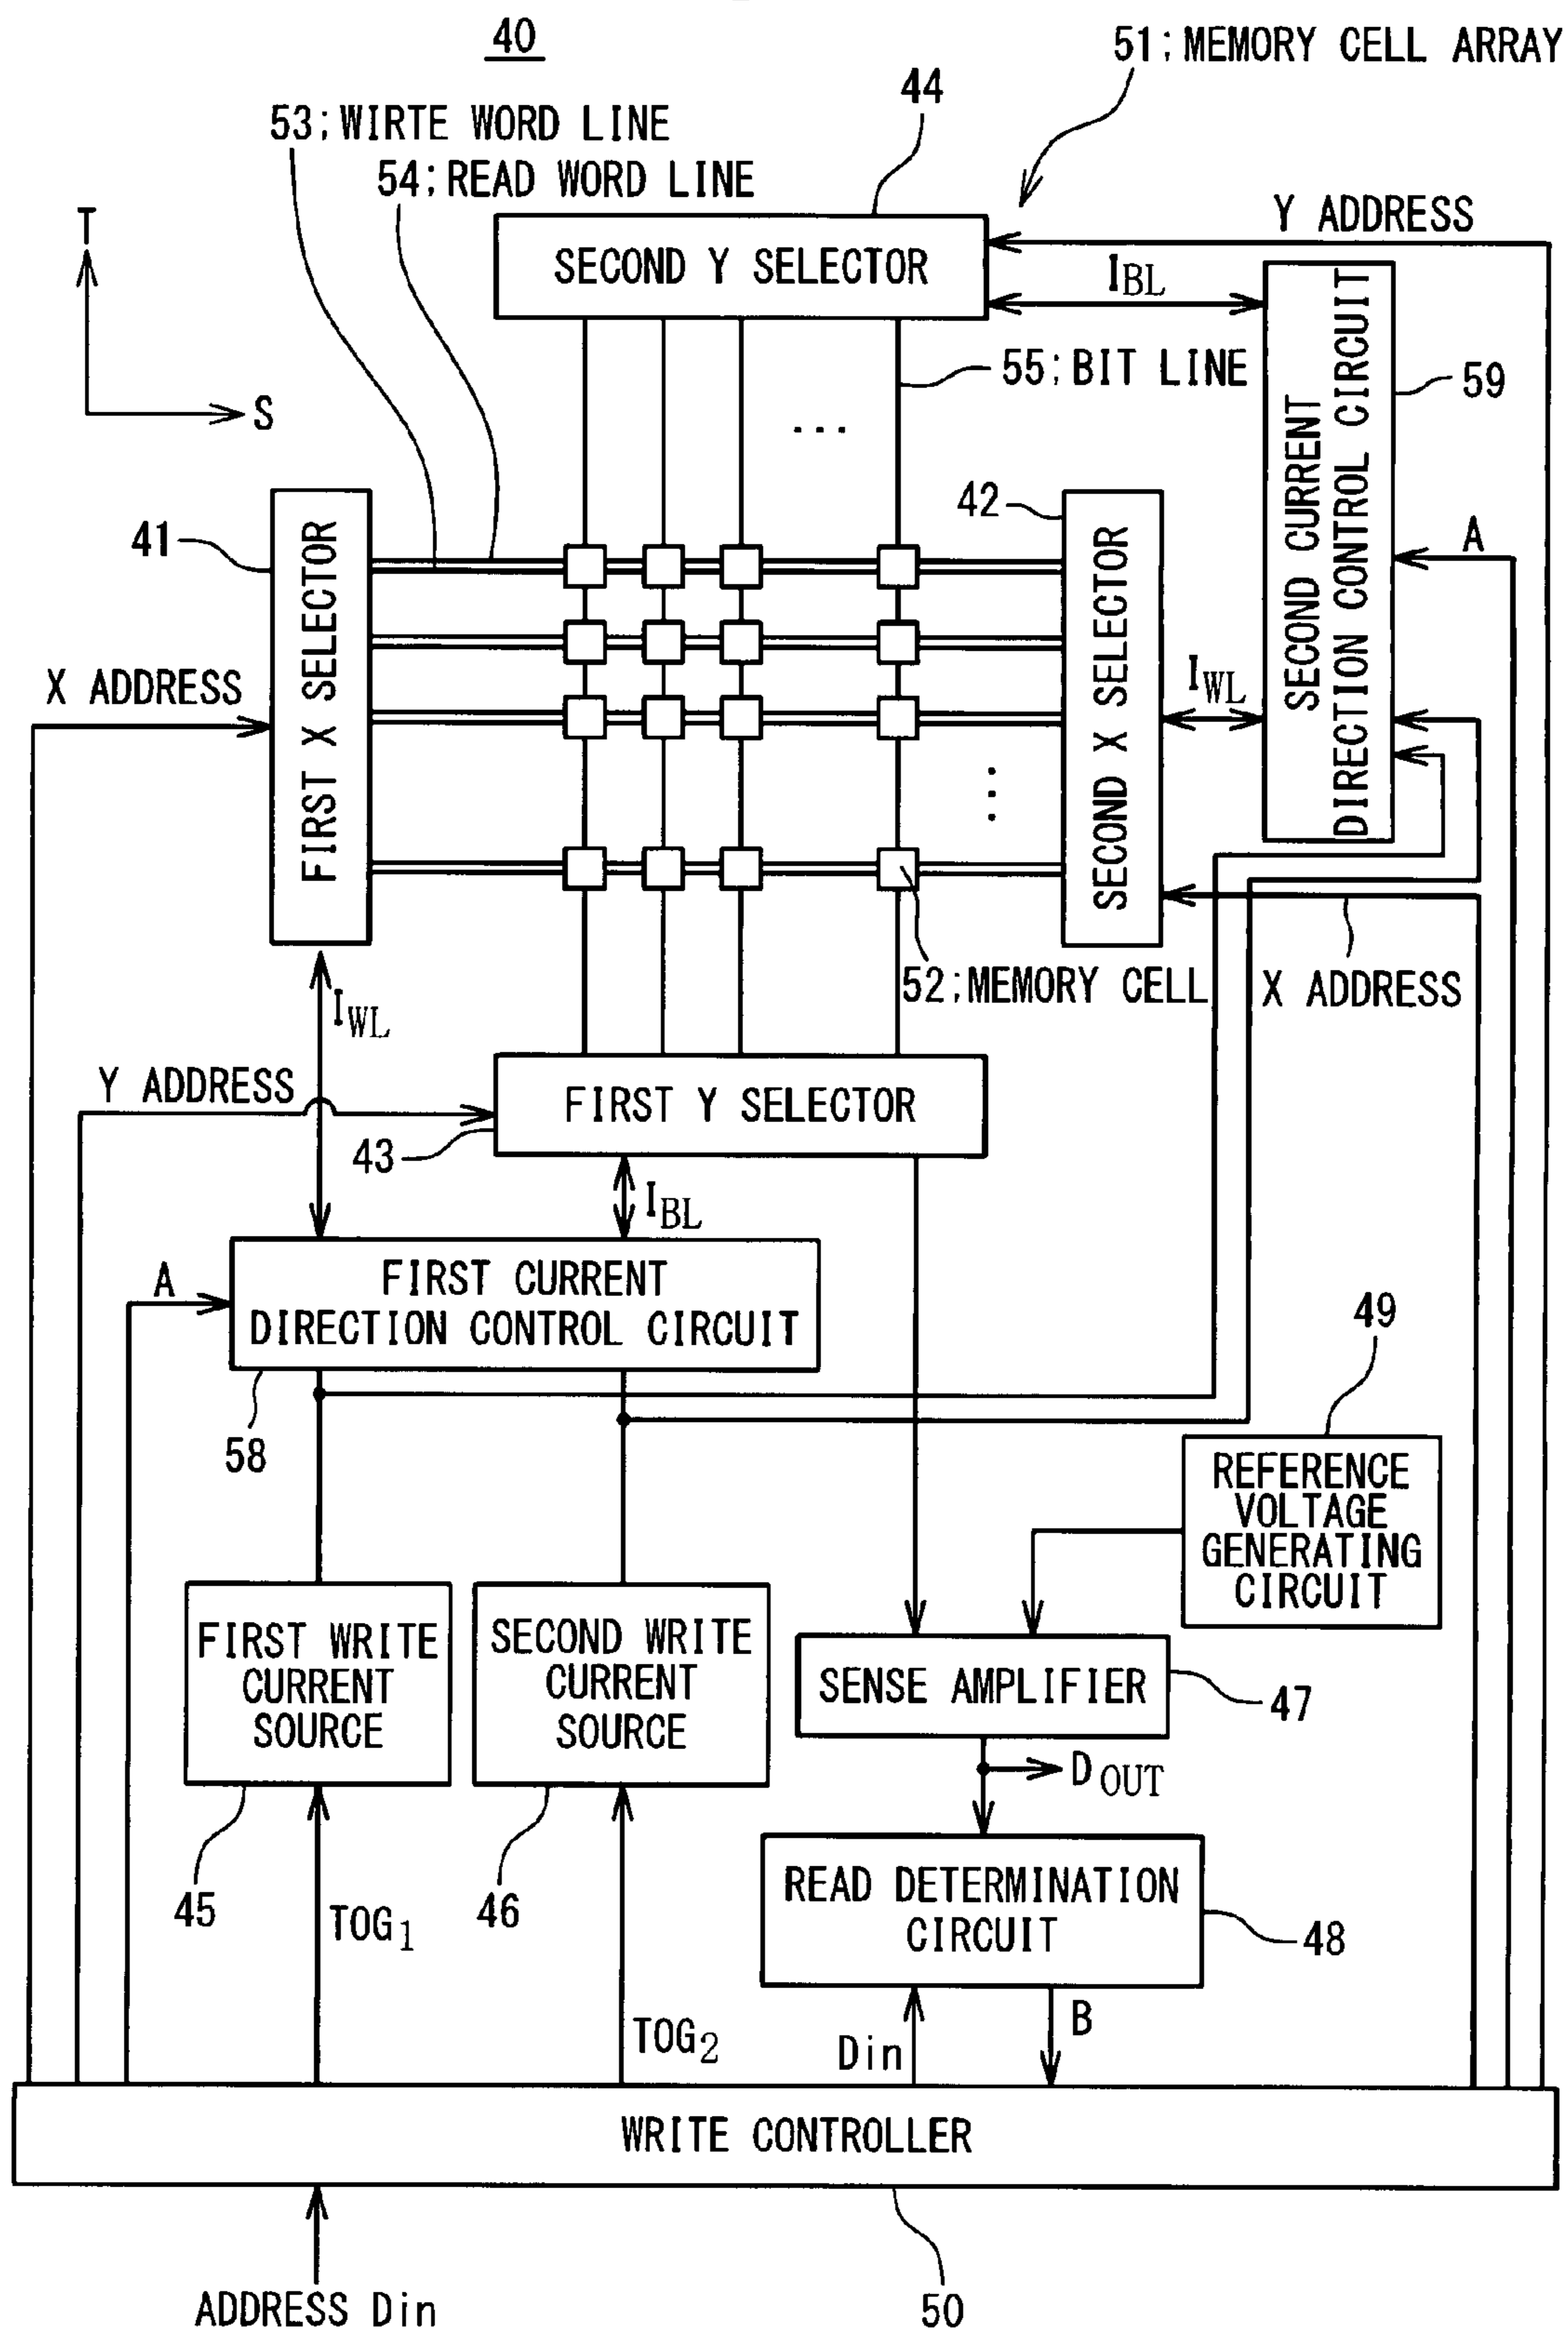 40
51;MEMORY CELL ARRAY
44
53;WIRTE WORD LINE
54;READ WORD LINE
T
S
Y ADDRESS
SECOND Y SELECTOR
IBL
55;BIT LINE
...
SECOND CURRENT
DIRECTION CONTROL CIRCUIT
59
41
42
A
FIRST X SELECTOR
SECOND X SELECTOR
X ADDRESS
IWL
...
52;MEMORY CELL
X ADDRESS
IWL
Y ADDRESS
FIRST Y SELECTOR
43
IBL
A
FIRST CURRENT
DIRECTION CONTROL CIRCUIT
58
49
REFERENCE
VOLTAGE
GENERATING
CIRCUIT
FIRST WRITE
CURRENT
SOURCE
SECOND WRITE
CURRENT
SOURCE
SENSE AMPLIFIER
47
DOUT
45
46
READ DETERMINATION
CIRCUIT
48
TOG1
TOG2
Din
B
WRITE CONTROLLER
ADDRESS Din
50